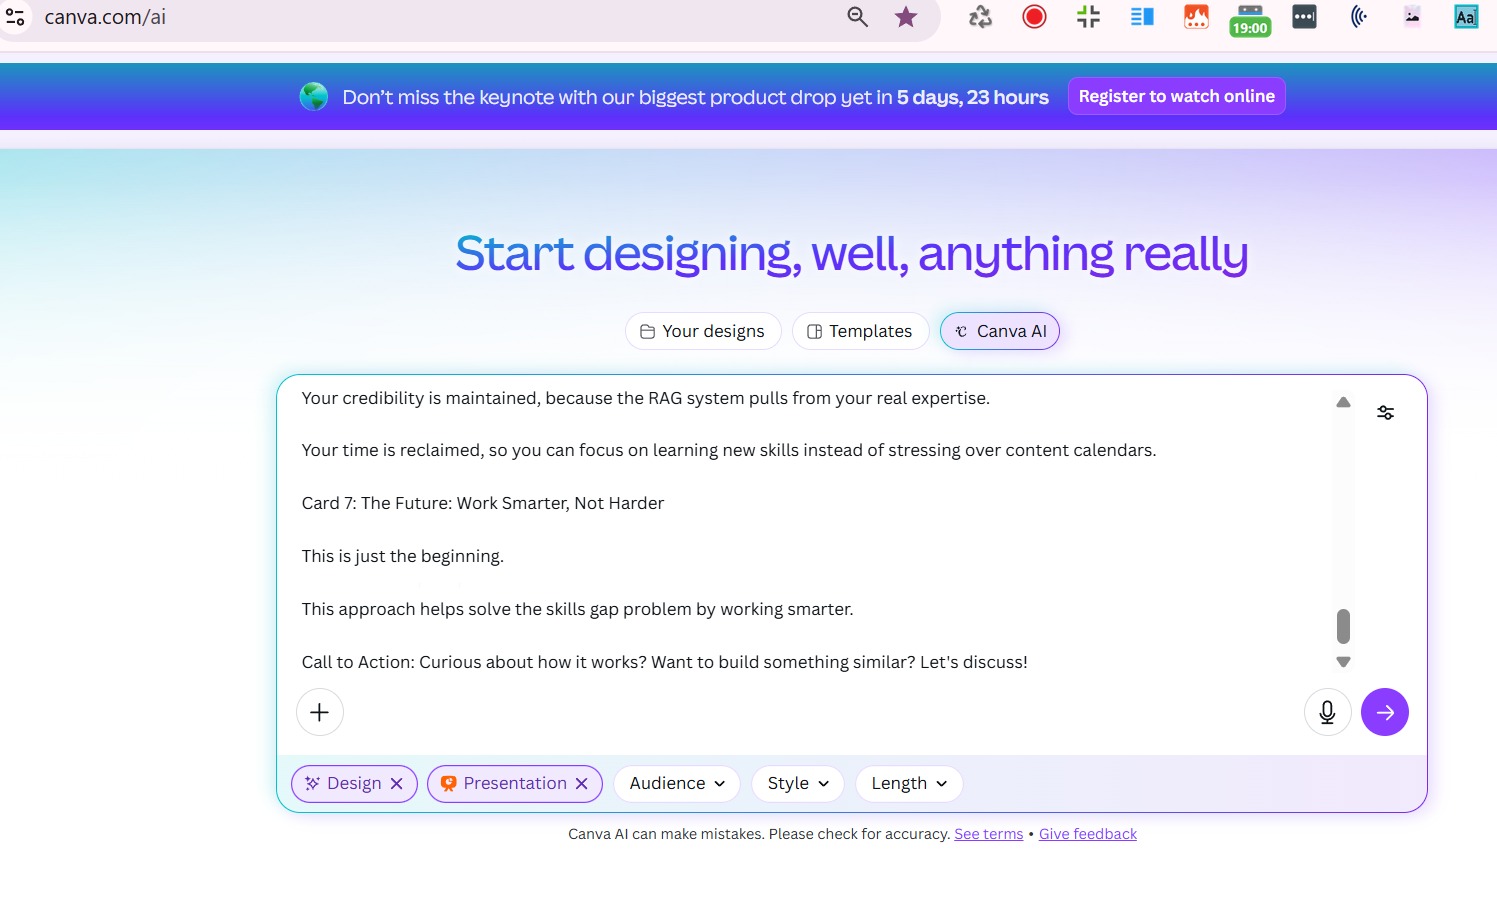 canva.com/ai
19:00
Aa
Don't miss the keynote with our biggest product drop yet in 5 days, 23 hours
Register to watch online
Start designing, well, anything really
Your designs
Templates
Canva AI
Your credibility is maintained, because the RAG system pulls from your real expertise.
Your time is reclaimed, so you can focus on learning new skills instead of stressing over content calendars.
Card 7: The Future: Work Smarter, Not Harder
This is just the beginning.
This approach helps solve the skills gap problem by working smarter.
Call to Action: Curious about how it works? Want to build something similar? Let's discuss!
Design
Presentation
Audience
Style
Length
Canva AI can make mistakes. Please check for accuracy. See terms • Give feedback